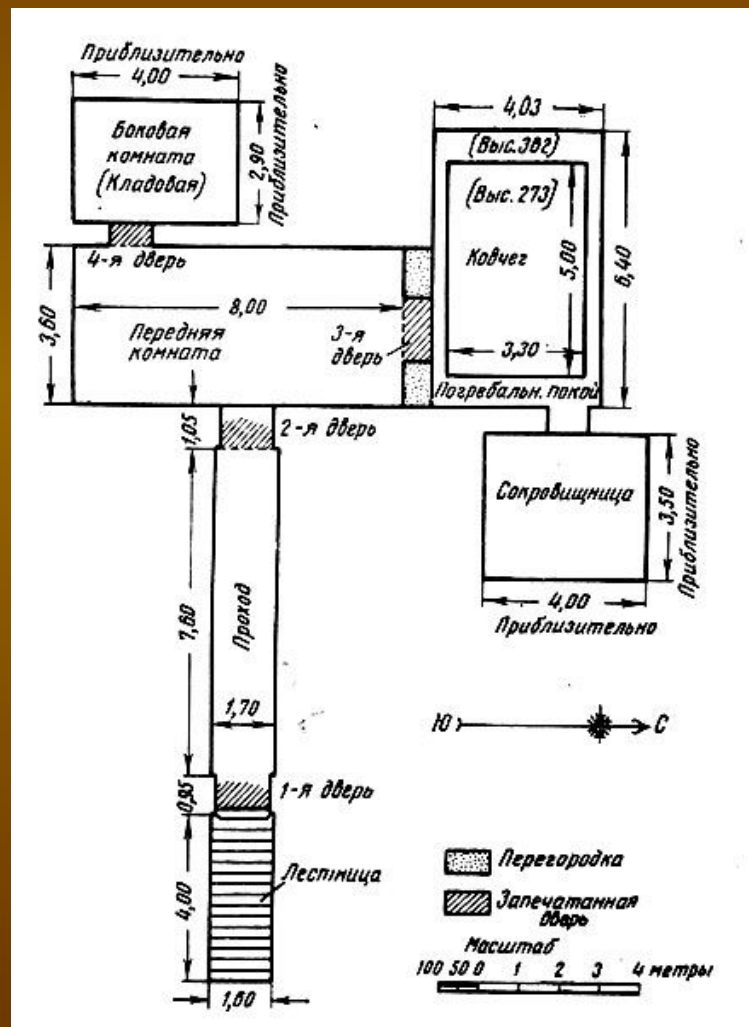 Приблизительно
4,00
Боковая
комната
(Кладовая)
2,90
Приблизительно
4,03
(Выс. 362)
(Выс. 273)
Ковчег
5,00
6,40
3,30
Погребальн. покой
4-я дверь
3,60
8,00
Передняя
комната
3-я
дверь
1,05
2-я дверь
Сокровищница
3,50
Приблизительно
4,00
Приблизительно
7,60
Проход
1,70
Ю
С
0,95
1-я дверь
4,00
Лестница
1,60
Перегородка
Запечатанная
дверь
Масштаб
100 50 0 1 2 3 4 метры